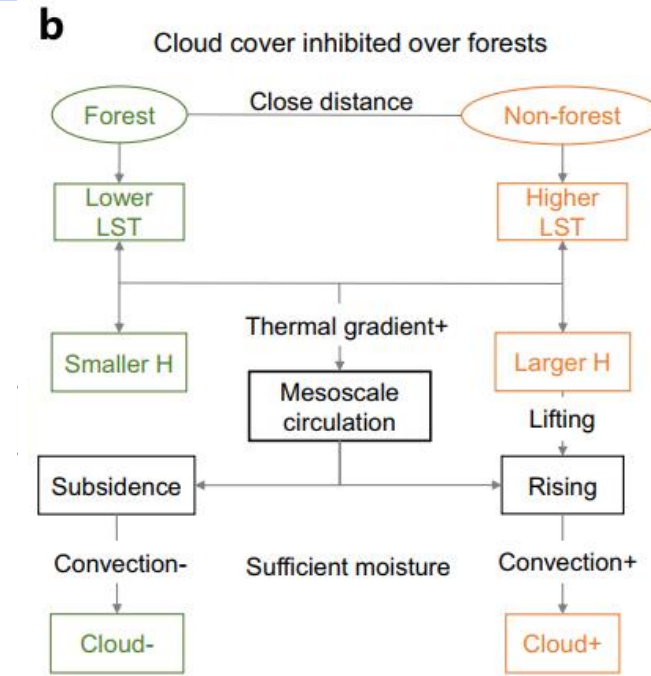 b
Cloud cover inhibited over forests
Forest
Close distance
Non-forest
Lower
LST
Higher
LST
Thermal gradient+
Smaller H
Larger H
Mesoscale
circulation
Lifting
Subsidence
Rising
Convection-
Sufficient moisture
Convection+
Cloud-
Cloud+